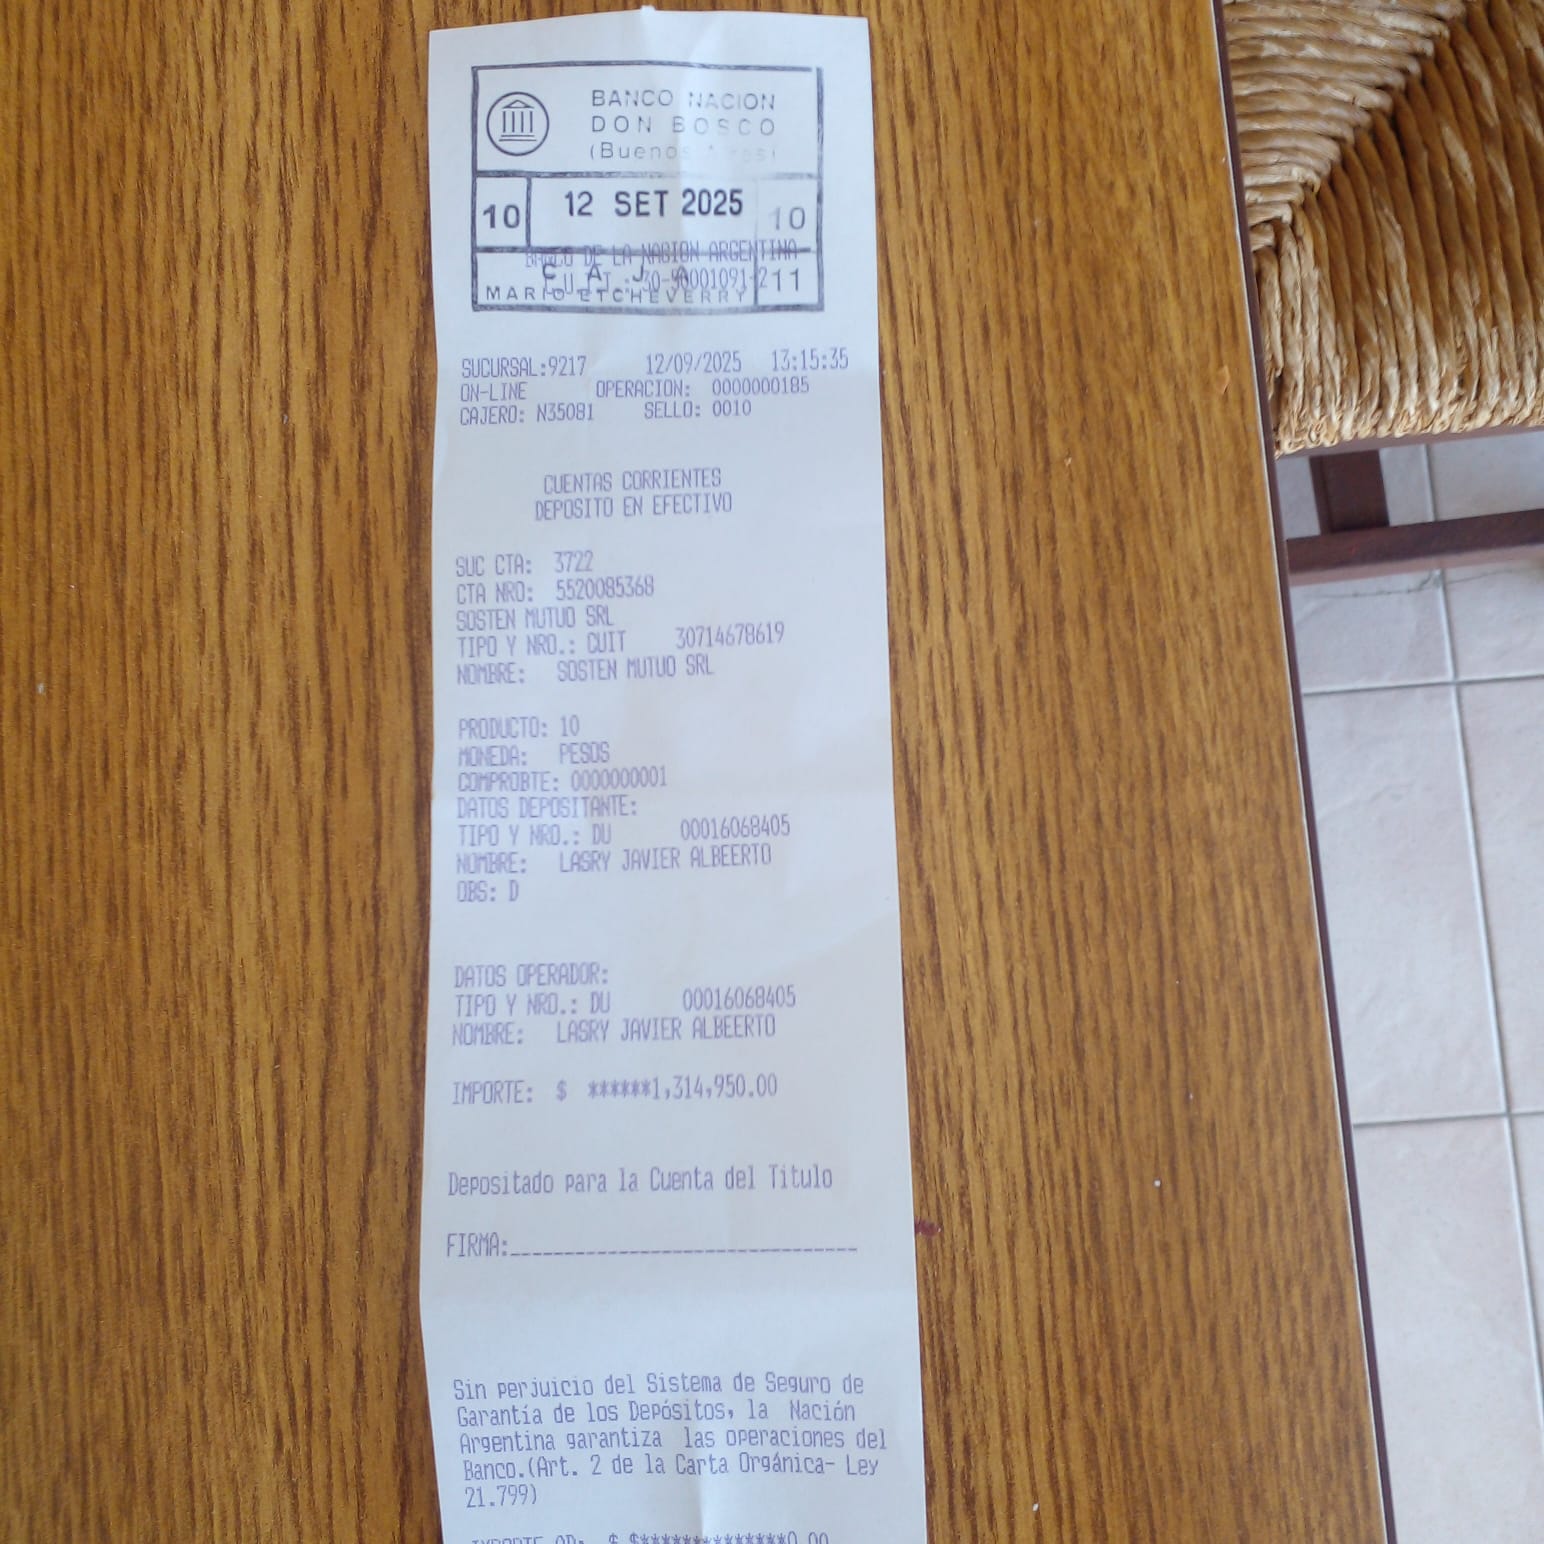 BANCO NACION
DON BOSCO
(Buenos Aires)
10 12 SET 2025 10
BANCO DE LA NACION ARGENTINA
C A J A
MARIO ETCHEVERRY 11
SUCURSAL:9217 12/09/2025 13:15:35
ON-LINE OPERACION: 0000000185
CAJERO: N35081 SELLO: 0010
CUENTAS CORRIENTES
DEPOSITO EN EFECTIVO
SUC CTA: 3722
CTA NRO: 5520085368
SOSTEN MUTUO SRL
TIPO Y NRO.: CUIT 30714678619
NOMBRE: SOSTEN MUTUO SRL
PRODUCTO: 10
MONEDA: PESOS
COMPROBTE: 0000000001
DATOS DEPOSITANTE:
TIPO Y NRO.: DU 00016068405
NOMBRE: LASRY JAVIER ALBEERTO
OBS: D
DATOS OPERADOR:
TIPO Y NRO.: DU 00016068405
NOMBRE: LASRY JAVIER ALBEERTO
IMPORTE: $ ******1,314,950.00
Depositado para la Cuenta del Titulo
FIRMA:________________________________
Sin perjuicio del Sistema de Seguro de
Garantía de los Depósitos, la Nación
Argentina garantiza las operaciones del
Banco.(Art. 2 de la Carta Orgánica- Ley
21.799)